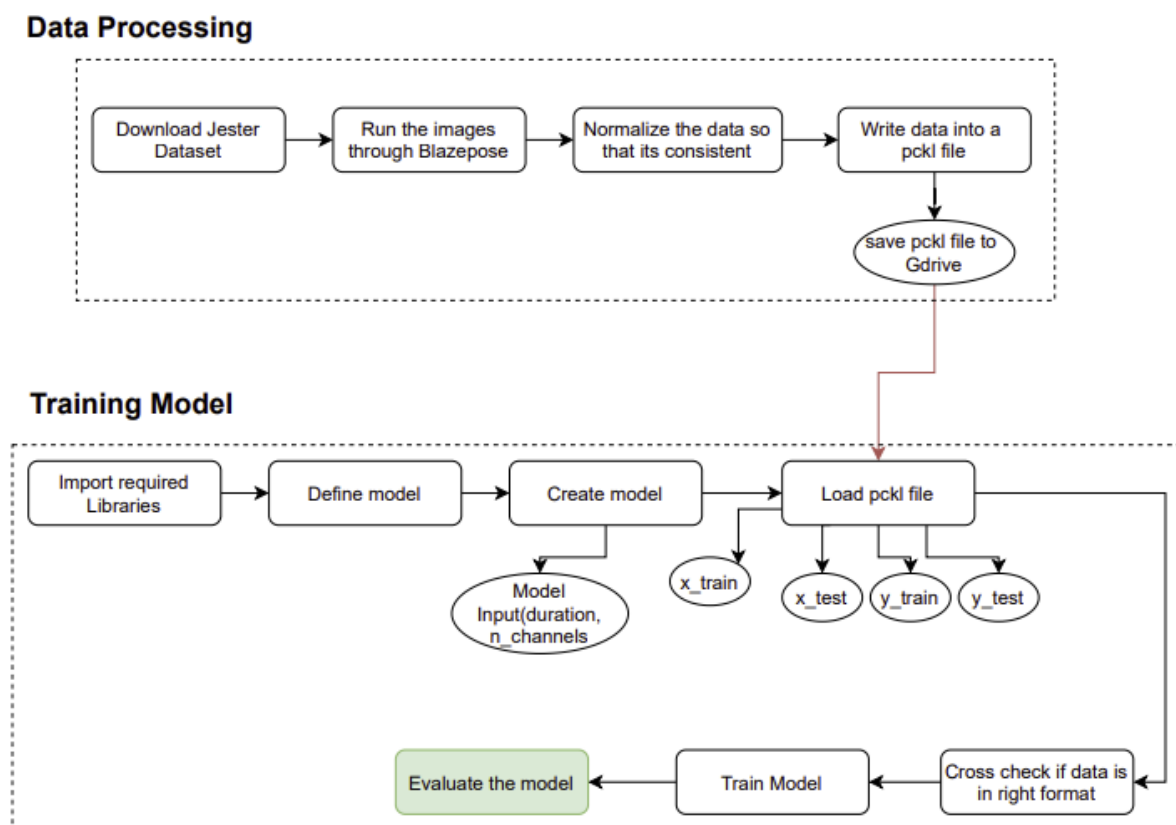 Data Processing
Download Jester
Dataset
Run the images
through Blazepose
Normalize the data so
that its consistent
Write data into a
pckl file
save pckl file to
Gdrive
Training Model
Import required
Libraries
Define model
Create model
Load pckl file
Model
Input(duration,
n_channels
x_train
x_test
y_train
y_test
Evaluate the model
Train Model
Cross check if data is
in right format